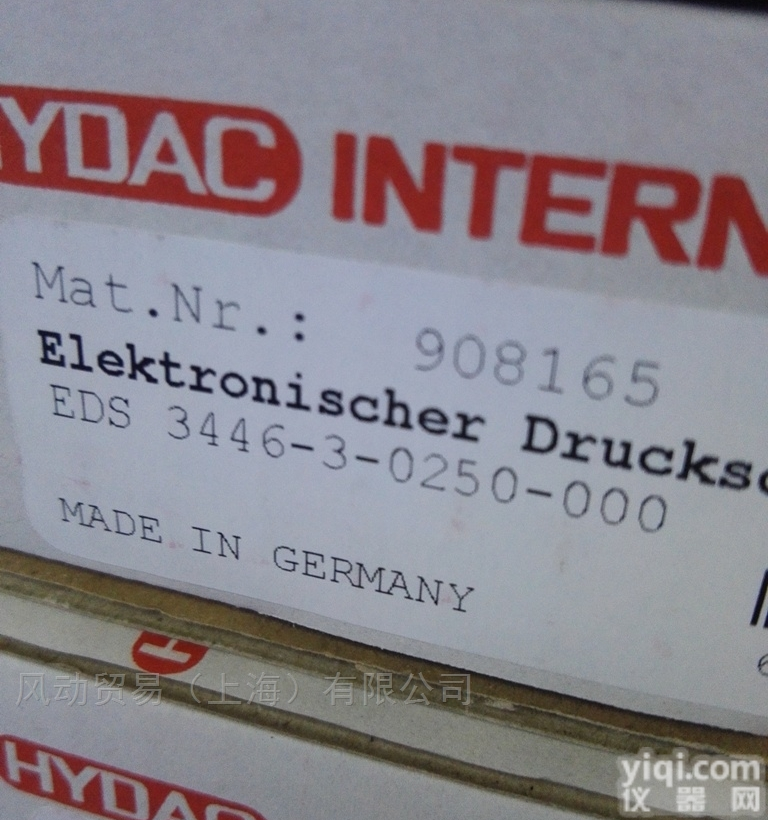 HYDAC INTERN
Mat.Nr.: 908165
Elektronischer Drucks
EDS 3446-3-0250-000
MADE IN GERMANY
风动贸易（上海）有限公司
HYDAC
yiqi.com
仪器网